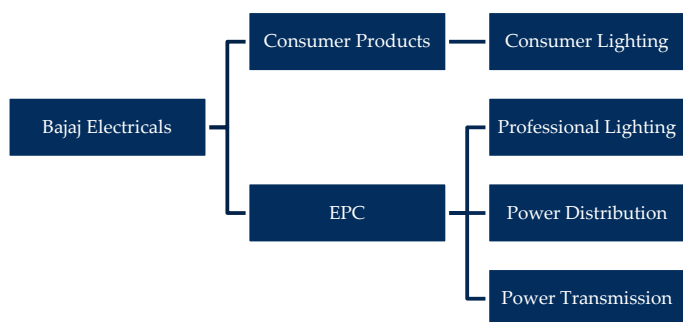 Consumer Products
Consumer Lighting
Bajaj Electricals
Professional Lighting
EPC
Power Distribution
Power Transmission